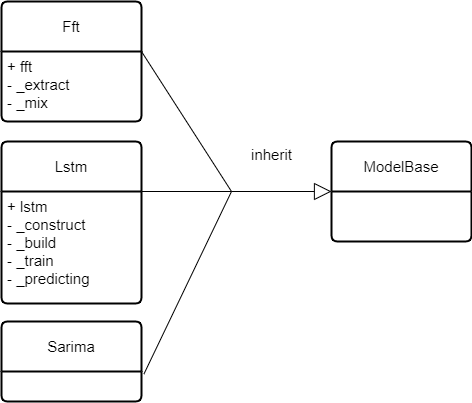 Fft
+ fft
- _extract
- _mix
Lstm
+ lstm
- _construct
- _build
- _train
- _predicting
Sarima
inherit
ModelBase